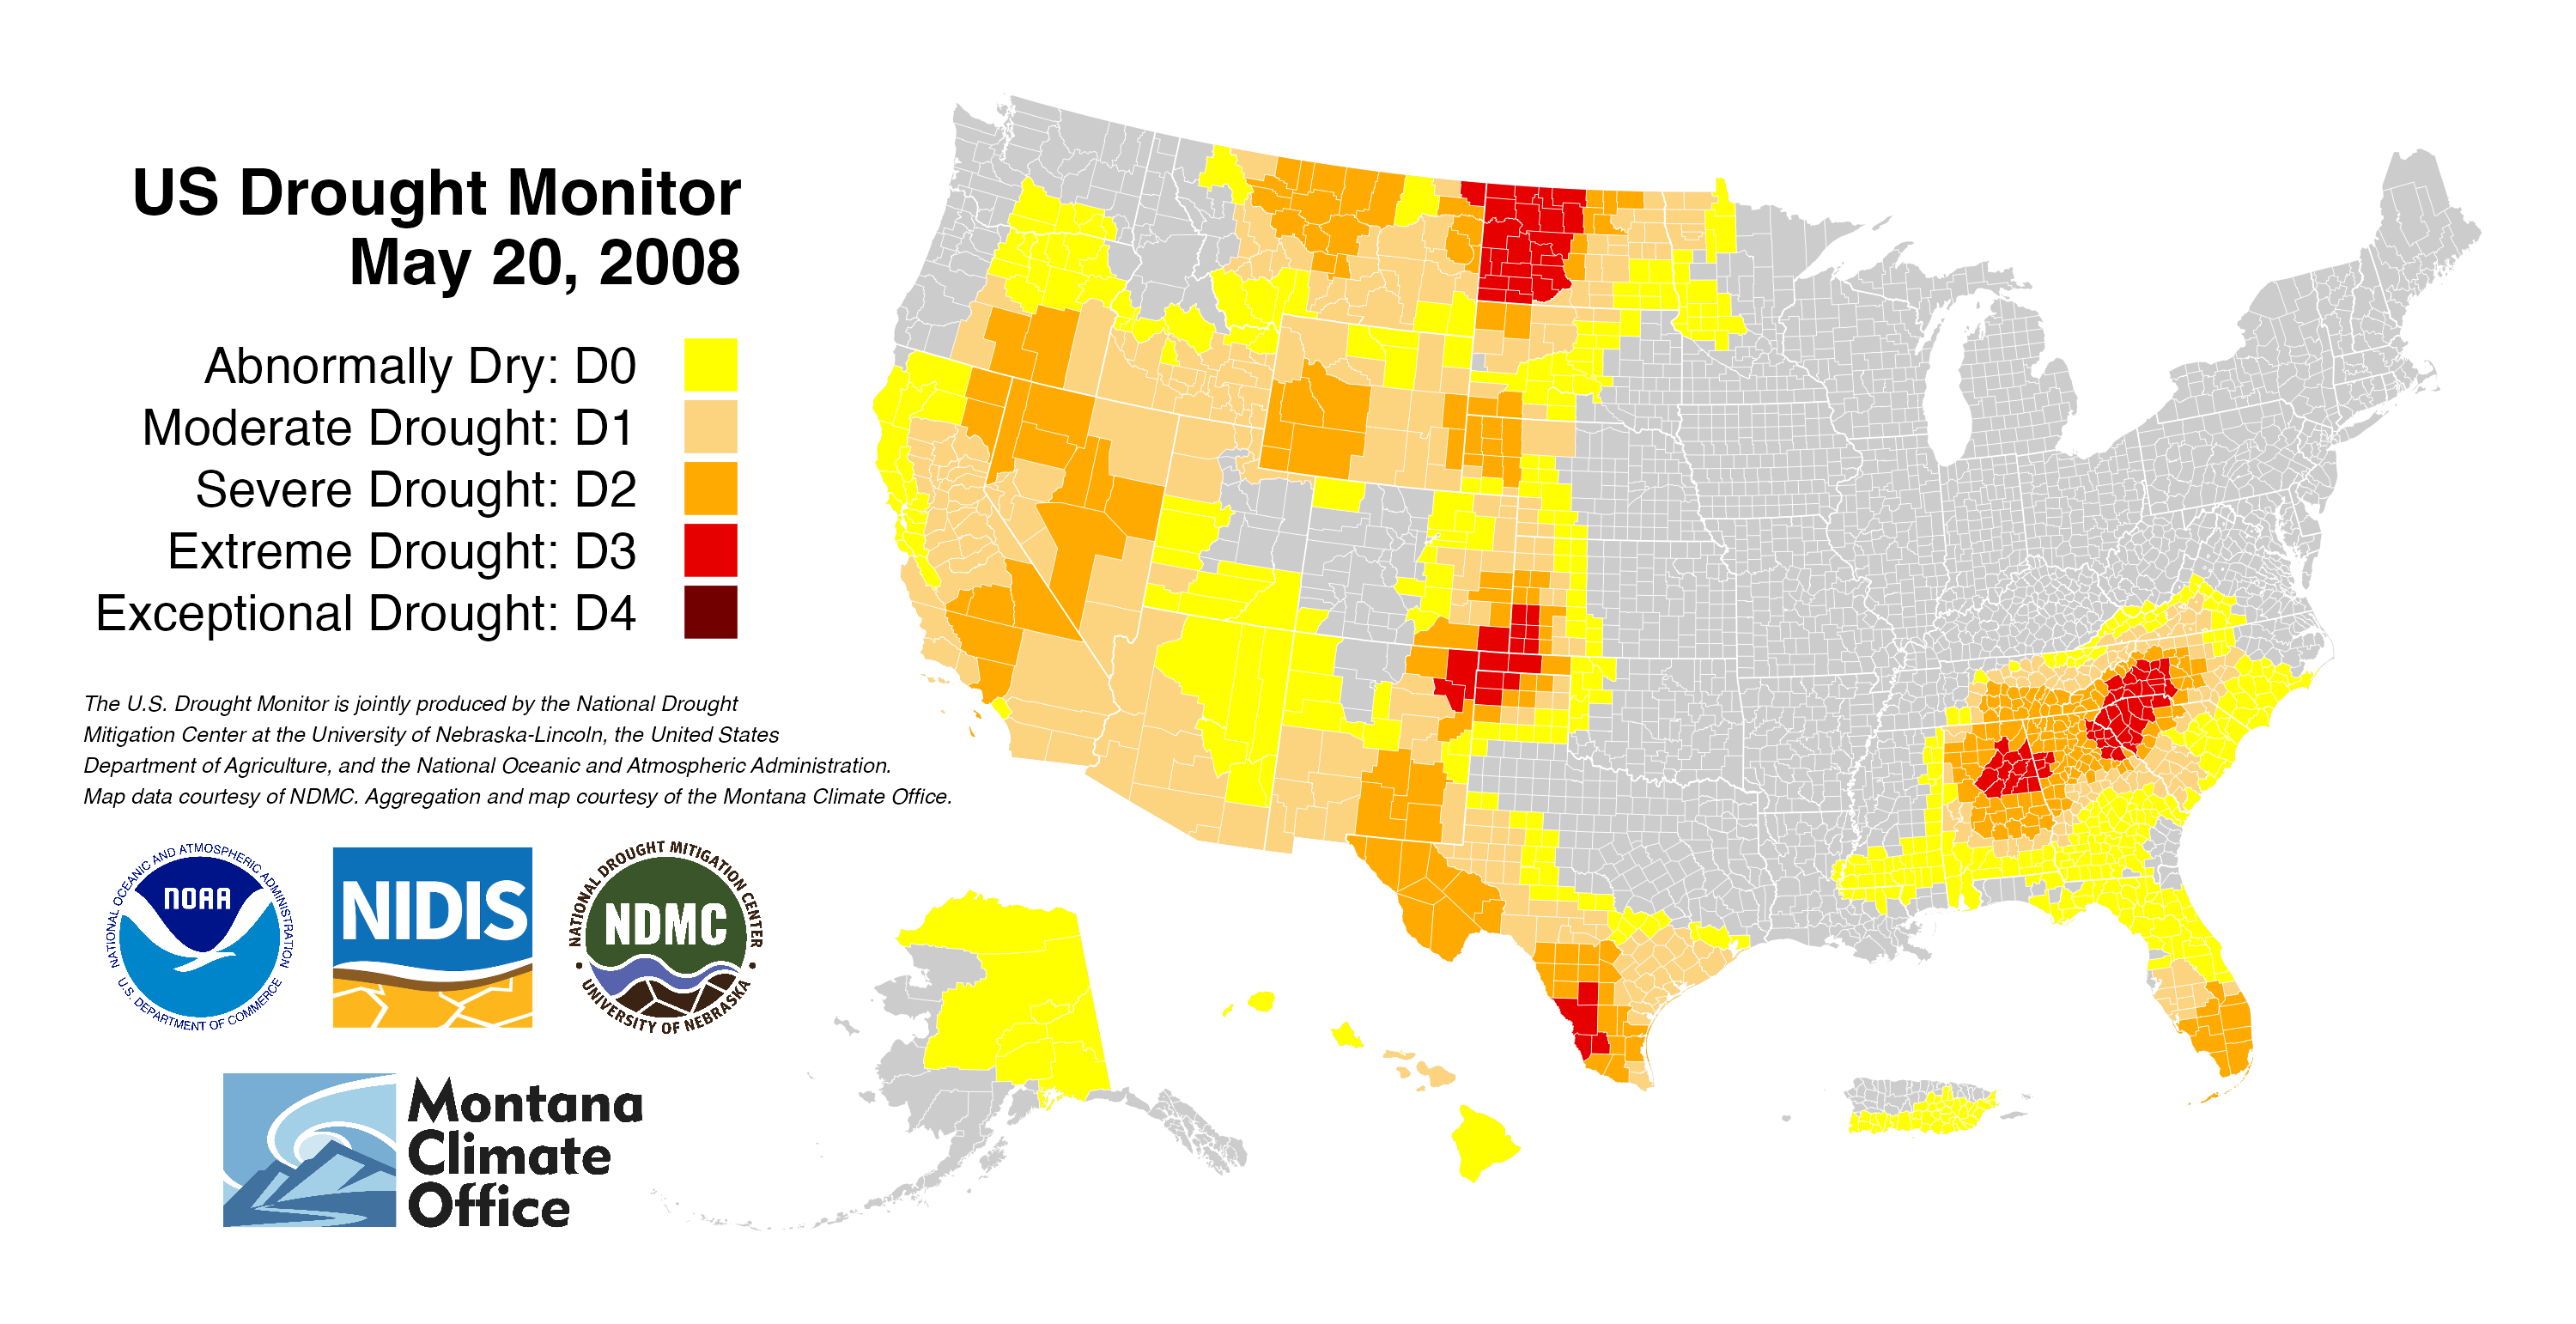 US Drought Monitor
May 20, 2008
Abnormally Dry: D0
Moderate Drought: D1
Severe Drought: D2
Extreme Drought: D3
Exceptional Drought: D4
The U.S. Drought Monitor is jointly produced by the National Drought
Mitigation Center at the University of Nebraska-Lincoln, the United States
Department of Agriculture, and the National Oceanic and Atmospheric Administration.
Map data courtesy of NDMC. Aggregation and map courtesy of the Montana Climate Office.
NATIONAL OCEANIC AND ATMOSPHERIC ADMINISTRATION
NOAA
U.S. DEPARTMENT OF COMMERCE
NIDIS
NATIONAL DROUGHT MITIGATION CENTER
NDMC
UNIVERSITY OF NEBRASKA
Montana
Climate
Office